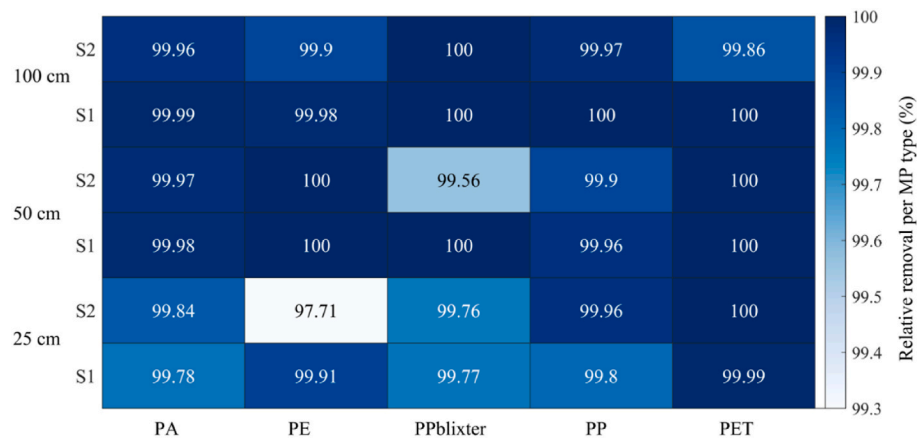 100 cm
S2 99.96 99.9 100 99.97 99.86
S1 99.99 99.98 100 100 100
50 cm
S2 99.97 100 99.56 99.9 100
S1 99.98 100 100 99.96 100
25 cm
S2 99.84 97.71 99.76 99.96 100
S1 99.78 99.91 99.77 99.8 99.99
PA PE PPblixter PP PET
100
99.9
99.8
99.7
99.6
99.5
99.4
99.3
Relative removal per MP type (%)